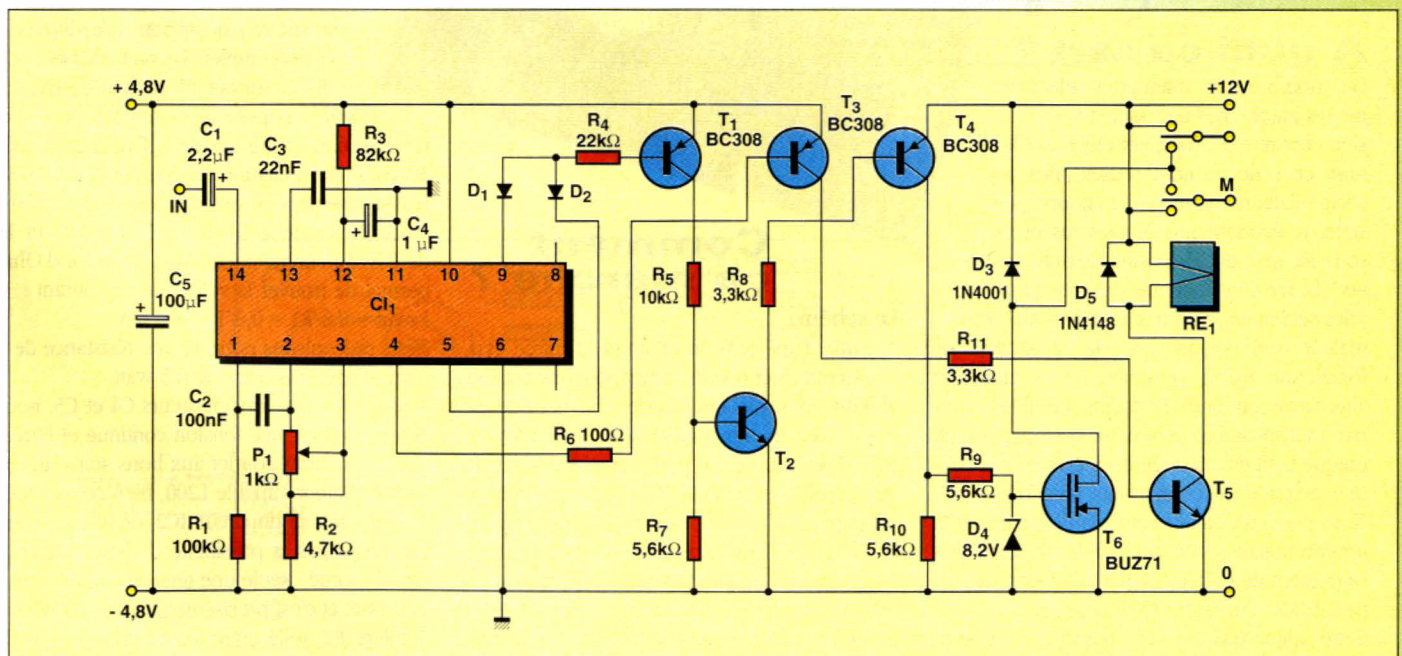 + 4,8V
C1
2,2µF
+
IN
C3
22nF
R3
82kΩ
+
C4
1 µF
C5
100µF
+
14 13 12 11 10 9 8
CI1
1 2 3 4 5 6 7
C2
100nF
P1
1kΩ
R1
100kΩ
R2
4,7kΩ
- 4,8V
D1
D2
R4
22kΩ
T1
BC308
T3
BC308
T4
BC308
R5
10kΩ
R8
3,3kΩ
R6 100Ω
T2
R7
5,6kΩ
+12V
M
D3
1N4001
D5
1N4148
RE1
R11
3,3kΩ
R9
5,6kΩ
R10
5,6kΩ
D4
8,2V
T6
BUZ71
T5
0